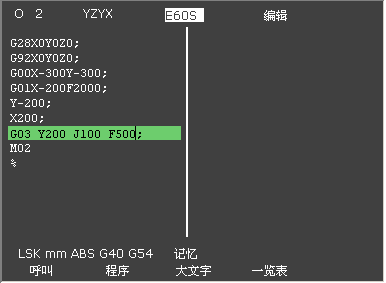 O 2 YZYX E60S 编辑
G28X0Y0Z0;
G92X0Y0Z0;
G00X-300Y-300;
G01X-200F2000;
Y-200;
X200;
G03 Y200 J100 F500;
M02
%
LSK mm ABS G40 G54 记忆
呼叫 程序 大文字 一览表